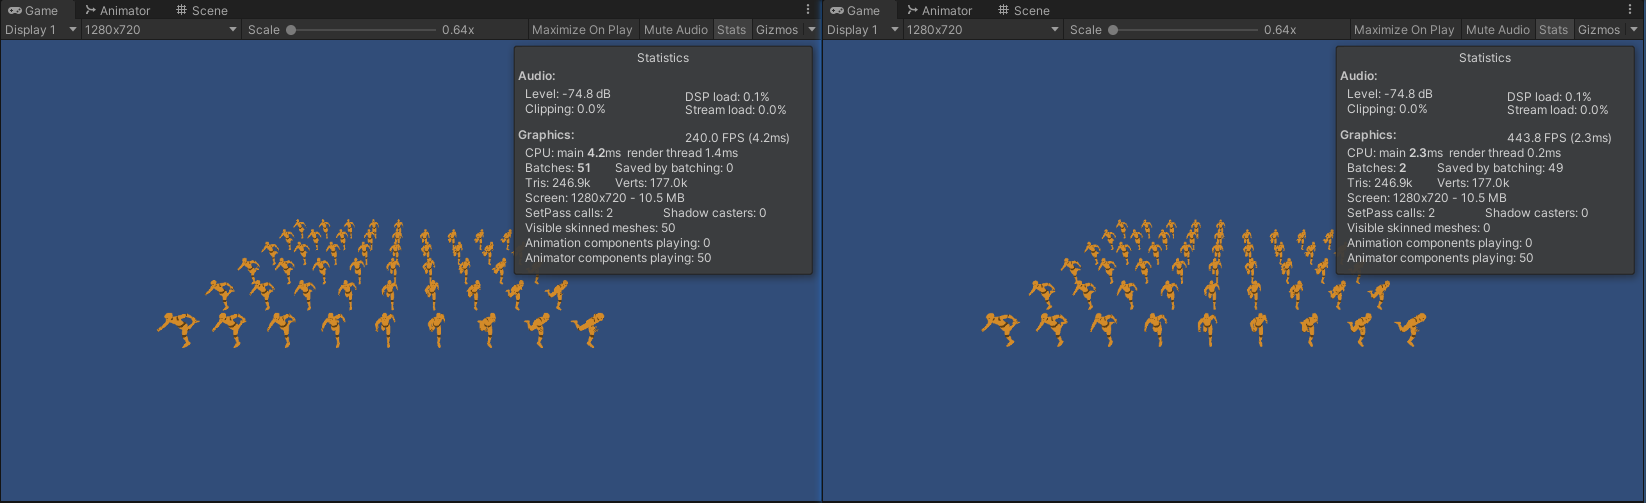 Game Animator Scene
Display 1 1280x720 Scale 0.64x Maximize On Play Mute Audio Stats Gizmos
Statistics
Audio:
Level: -74.8 dB DSP load: 0.1%
Clipping: 0.0% Stream load: 0.0%
Graphics: 240.0 FPS (4.2ms)
CPU: main 4.2ms render thread 1.4ms
Batches: 51 Saved by batching: 0
Tris: 246.9k Verts: 177.0k
Screen: 1280x720 - 10.5 MB
SetPass calls: 2 Shadow casters: 0
Visible skinned meshes: 50
Animation components playing: 0
Animator components playing: 50
Game Animator Scene
Display 1 1280x720 Scale 0.64x Maximize On Play Mute Audio Stats Gizmos
Statistics
Audio:
Level: -74.8 dB DSP load: 0.1%
Clipping: 0.0% Stream load: 0.0%
Graphics: 443.8 FPS (2.3ms)
CPU: main 2.3ms render thread 0.2ms
Batches: 2 Saved by batching: 49
Tris: 246.9k Verts: 177.0k
Screen: 1280x720 - 10.5 MB
SetPass calls: 2 Shadow casters: 0
Visible skinned meshes: 0
Animation components playing: 0
Animator components playing: 50